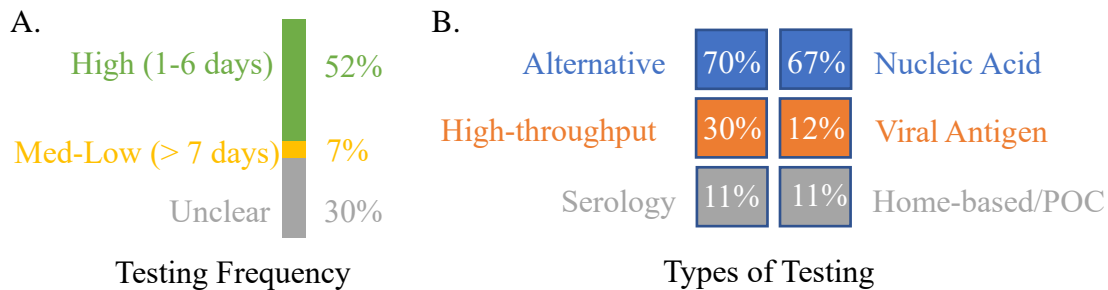 A.
High (1-6 days) 52%
Med-Low (> 7 days) 7%
Unclear 30%
Testing Frequency
B.
Alternative 70% 67% Nucleic Acid
High-throughput 30% 12% Viral Antigen
Serology 11% 11% Home-based/POC
Types of Testing